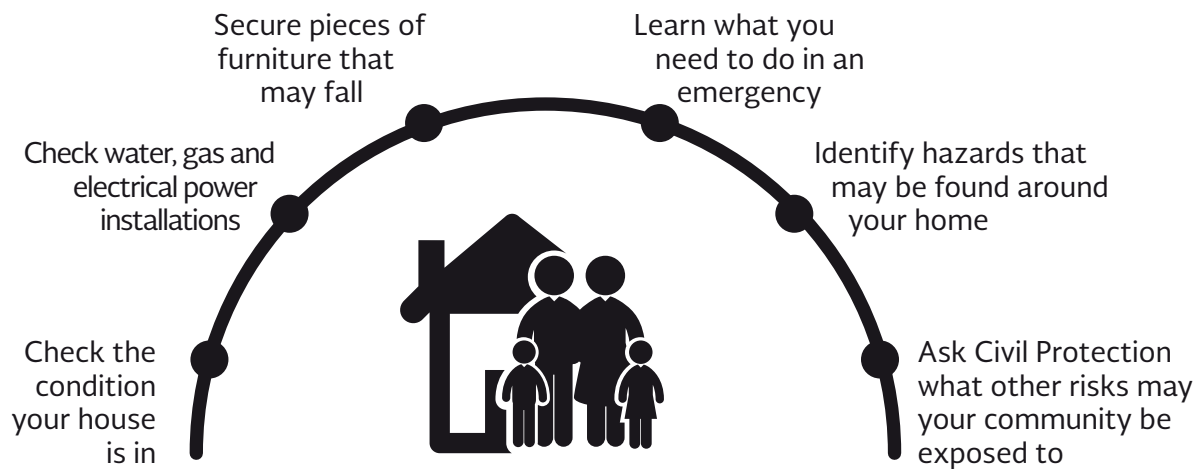 Check the
condition
your house
is in
Check water, gas and
electrical power
installations
Secure pieces of
furniture that
may fall
Learn what you
need to do in an
emergency
Identify hazards that
may be found around
your home
Ask Civil Protection
what other risks may
your community be
exposed to